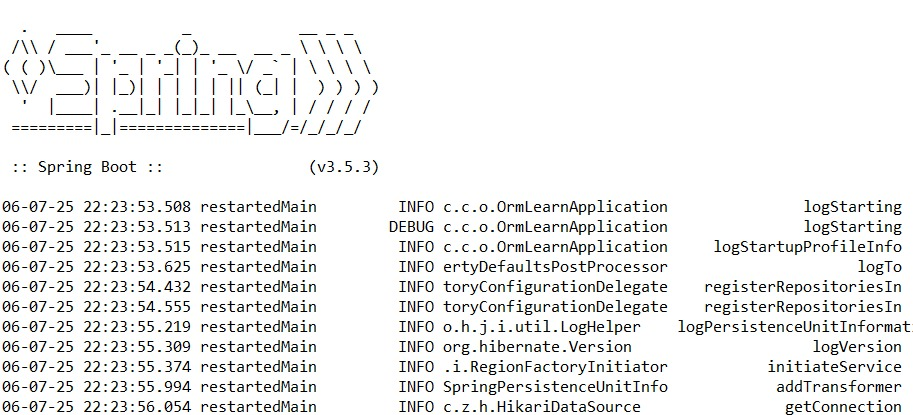 .   ____          _            __ _ _
 /\\ / ___'_ __ _ _(_)_ __  __ _ \ \ \ \
( ( )\___ | '_ | '_| | '_ \/ _` | \ \ \ \
 \\/  ___)| |_)| | | | | || (_| |  ) ) ) )
  '  |____| .__|_| |_|_| |_\__, | / / / /
 =========|_|==============|___/=/_/_/_/

 :: Spring Boot ::                (v3.5.3)

06-07-25 22:23:53.508 restartedMain         INFO c.c.o.OrmLearnApplication               logStarting
06-07-25 22:23:53.513 restartedMain        DEBUG c.c.o.OrmLearnApplication               logStarting
06-07-25 22:23:53.515 restartedMain         INFO c.c.o.OrmLearnApplication     logStartupProfileInfo
06-07-25 22:23:53.625 restartedMain         INFO ertyDefaultsPostProcessor                     logTo
06-07-25 22:23:54.432 restartedMain         INFO toryConfigurationDelegate    registerRepositoriesIn
06-07-25 22:23:54.555 restartedMain         INFO toryConfigurationDelegate    registerRepositoriesIn
06-07-25 22:23:55.219 restartedMain         INFO o.h.j.i.util.LogHelper    logPersistenceUnitInformat
06-07-25 22:23:55.309 restartedMain         INFO org.hibernate.Version                    logVersion
06-07-25 22:23:55.374 restartedMain         INFO .i.RegionFactoryInitiator           initiateService
06-07-25 22:23:55.994 restartedMain         INFO SpringPersistenceUnitInfo            addTransformer
06-07-25 22:23:56.054 restartedMain         INFO c.z.h.HikariDataSource                getConnection